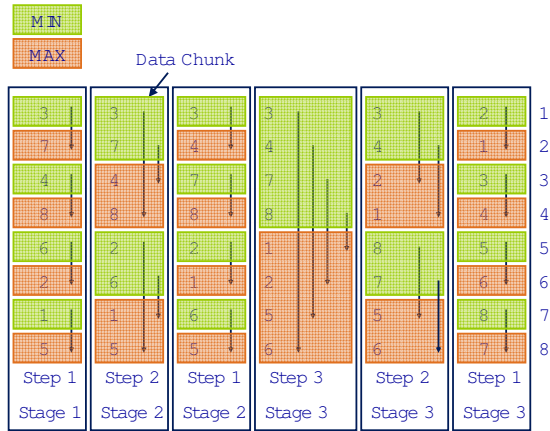 MIN
MAX
Data Chunk
3 3 3 3 3 2 1
7 7 4 4 4 1 2
4 4 7 7 2 3 3
8 8 8 8 1 4 4
6 2 2 1 8 5 5
2 6 1 2 7 6 6
1 1 6 5 5 8 7
5 5 5 6 6 7 8
Step 1 Step 2 Step 1 Step 3 Step 2 Step 1
Stage 1 Stage 2 Stage 2 Stage 3 Stage 3 Stage 3